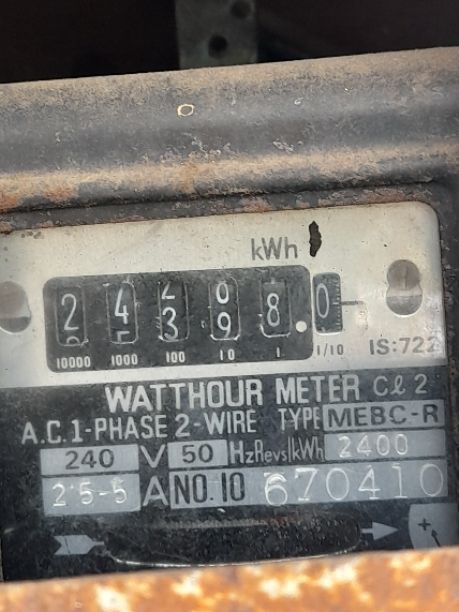 kWh
2 4 3 9 8 . 0
10000 1000 100 10 1 1/10 IS:722
WATTHOUR METER Cl 2
A.C. 1-PHASE 2-WIRE TYPE MEBC-R
240 V 50 Hz Revs/kWh 2400
2.5-5 A NO. 10 670410